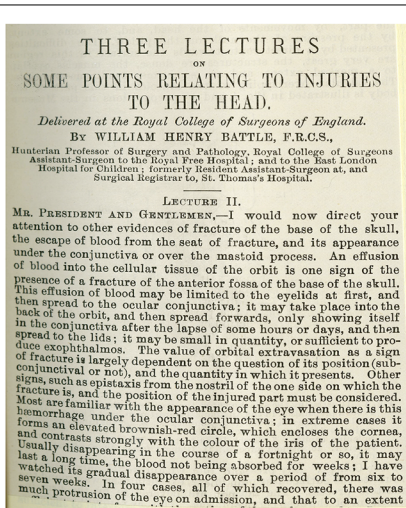 THREE LECTURES
ON
SOME POINTS RELATING TO INJURIES
TO THE HEAD.
Delivered at the Royal College of Surgeons of England.
BY WILLIAM HENRY BATTLE, F.R.C.S.,
Hunterian Professor of Surgery and Pathology, Royal College of Surgeons
Assistant-Surgeon to the Royal Free Hospital; and to the East London
Hospital for Children; formerly Resident Assistant-Surgeon at, and
Surgical Registrar to, St. Thomas's Hospital.
LECTURE II.
MR. PRESIDENT AND GENTLEMEN,—I would now direct your
attention to other evidences of fracture of the base of the skull,
the escape of blood from the seat of fracture, and its appearance
under the conjunctiva or over the mastoid process. An effusion
of blood into the cellular tissue of the orbit is one sign of the
presence of a fracture of the anterior fossa of the base of the skull.
This effusion of blood may be limited to the eyelids at first, and
then spread to the ocular conjunctiva; it may take place into the
back of the orbit, and then spread forwards, only showing itself
in the conjunctiva after the lapse of some hours or days, and then
spread to the lids; it may be small in quantity, or sufficient to pro-
duce exophthalmos. The value of orbital extravasation as a sign
of fracture is largely dependent on the question of its position (sub-
conjunctival or not), and the quantity in which it presents. Other
signs, such as epistaxis from the nostril of the one side on which the
fracture is, and the position of the injured part must be considered.
Most are familiar with the appearance of the eye when there is this
hæmorrhage under the ocular conjunctiva; in extreme cases it
forms an elevated brownish-red circle, which encloses the cornea,
and contrasts strongly with the colour of the iris of the patient.
Usually disappearing in the course of a fortnight or so, it may
last a long time, the blood not being absorbed for weeks; I have
watched its gradual disappearance over a period of from six to
seven weeks. In four cases, all of which recovered, there was
much protrusion of the eye on admission, and that to an extent